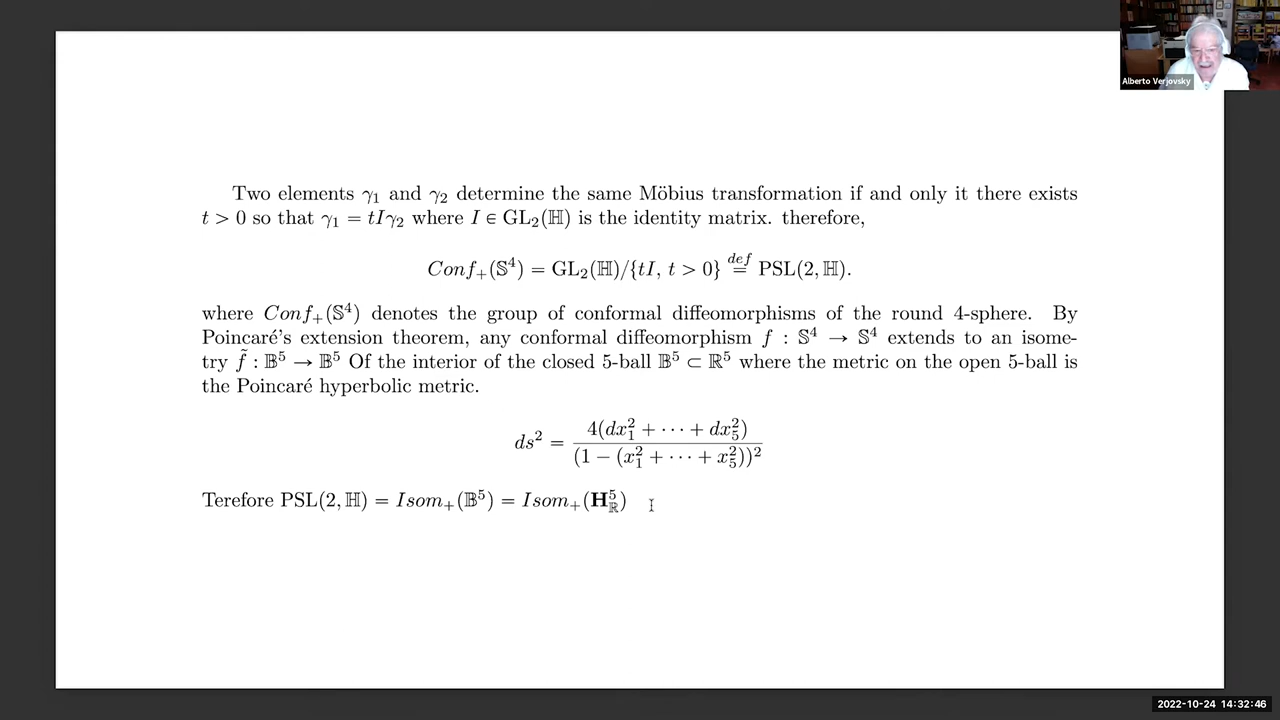 Alberto Verjovsky
Two elements γ₁ and γ₂ determine the same Möbius transformation if and only it there exists
t > 0 so that γ₁ = tIγ₂ where I ∈ GL₂(ℍ) is the identity matrix. therefore,
Conf₊(𝕊⁴) = GL₂(ℍ)/{tI, t > 0} \stackrel{def}{=} PSL(2, ℍ).
where Conf₊(𝕊⁴) denotes the group of conformal diffeomorphisms of the round 4-sphere. By
Poincaré's extension theorem, any conformal diffeomorphism f : 𝕊⁴ → 𝕊⁴ extends to an isome-
try f̃ : 𝔹⁵ → 𝔹⁵ Of the interior of the closed 5-ball 𝔹⁵ ⊂ ℝ⁵ where the metric on the open 5-ball is
the Poincaré hyperbolic metric.
ds² = \frac{4(dx₁² + ⋯ + dx₅²)}{(1 − (x₁² + ⋯ + x₅²))²}
Terefore PSL(2, ℍ) = Isom₊(𝔹⁵) = Isom₊(𝐇⁵_ℝ)
2022-10-24 14:32:46